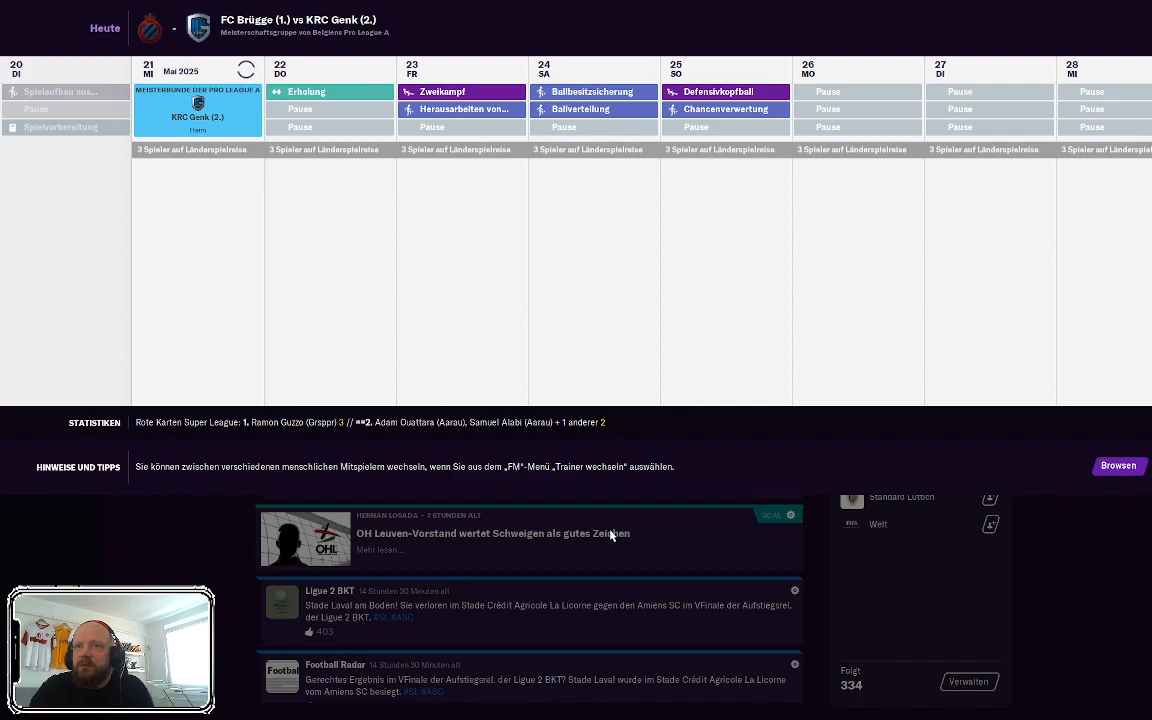 Heute
FC Brügge (1.) vs KRC Genk (2.)
Meisterschaftsgruppe von Belgiens Pro League A
20 DI
21 MI Mai 2025
22 DO
23 FR
24 SA
25 SO
26 MO
27 DI
28 MI
Spielaufbau aus...
Pause
Spielvorbereitung
MEISTERRUNDE DER PRO LEAGUE A
KRC Genk (2.)
Heim
Erholung
Pause
Pause
Zweikampf
Herausarbeiten von...
Pause
Ballbesitzsicherung
Ballverteilung
Pause
Defensivkopfball
Chancenverwertung
Pause
Pause
Pause
Pause
Pause
Pause
Pause
Pause
Pause
Pause
3 Spieler auf Länderspielreise
3 Spieler auf Länderspielreise
3 Spieler auf Länderspielreise
3 Spieler auf Länderspielreise
3 Spieler auf Länderspielreise
3 Spieler auf Länderspielreise
3 Spieler auf Länderspielreise
3 Spieler auf Länderspiel
STATISTIKEN
Rote Karten Super League: 1. Ramon Guzzo (Grsppr) 3 // ==2. Adam Ouattara (Aarau), Samuel Alabi (Aarau) + 1 anderer 2
HINWEISE UND TIPPS
Sie können zwischen verschiedenen menschlichen Mitspielern wechseln, wenn Sie aus dem „FM“-Menü „Trainer wechseln“ auswählen.
Browsen
HERNÁN LOSADA - 7 STUNDEN ALT
GOAL
OH Leuven-Vorstand wertet Schweigen als gutes Zeichen
Mehr lesen ...
OHL
Ligue 2 BKT 14 Stunden 30 Minuten alt
Stade Laval am Boden! Sie verloren im Stade Crédit Agricole La Licorne gegen den Amiens SC im VFinale der Aufstiegsrel.
der Ligue 2 BKT. #SL #ASC
403
Football Radar 14 Stunden 30 Minuten alt
Footbal
Gerechtes Ergebnis im VFinale der Aufstiegsrel. der Ligue 2 BKT? Stade Laval wurde im Stade Crédit Agricole La Licorne
vom Amiens SC besiegt. #SL #ASC
Standard Lüttich
FIFA
Welt
Folgt
334
Verwalten